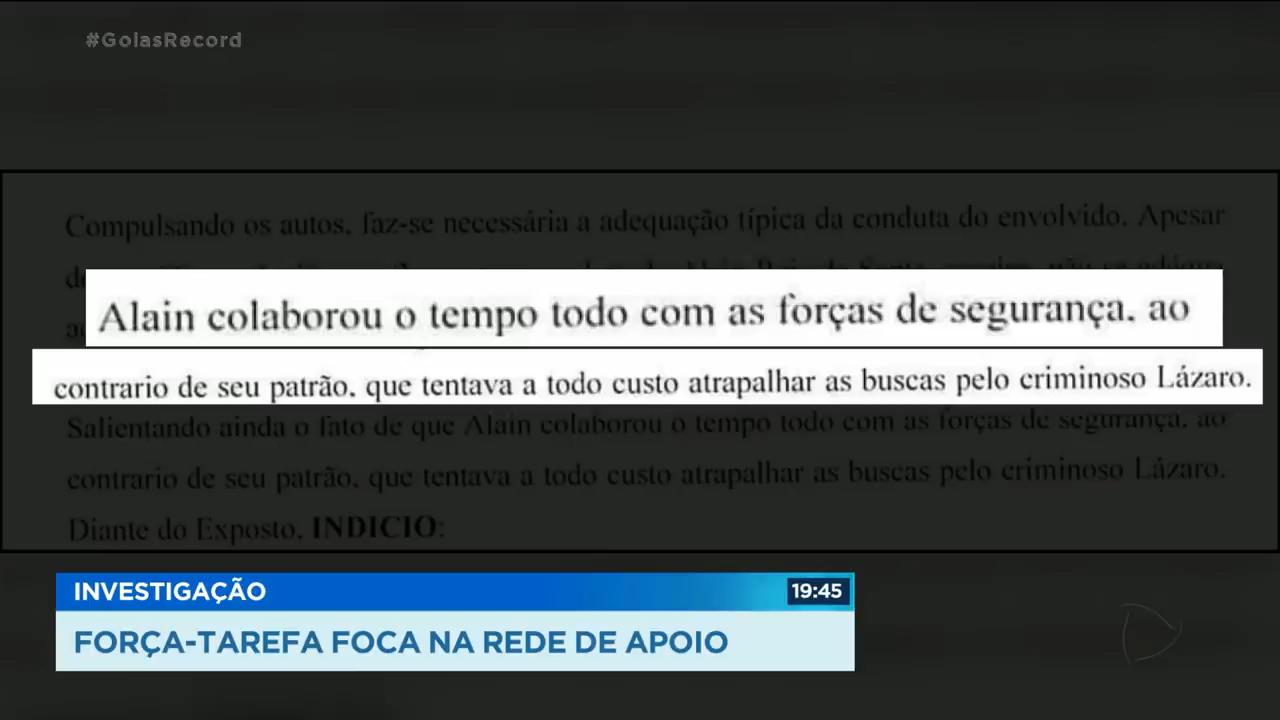 #GoiasRecord
Compulsando os autos, faz-se necessária a adequação típica da conduta do envolvido. Apesar
Alain colaborou o tempo todo com as forças de segurança, ao
contrario de seu patrão, que tentava a todo custo atrapalhar as buscas pelo criminoso Lázaro.
Salientando ainda o fato de que Alain colaborou o tempo todo com as forças de segurança, ao
contrario de seu patrão, que tentava a todo custo atrapalhar as buscas pelo criminoso Lázaro.
Diante do Exposto, INDICIO:
INVESTIGAÇÃO 19:45
FORÇA-TAREFA FOCA NA REDE DE APOIO